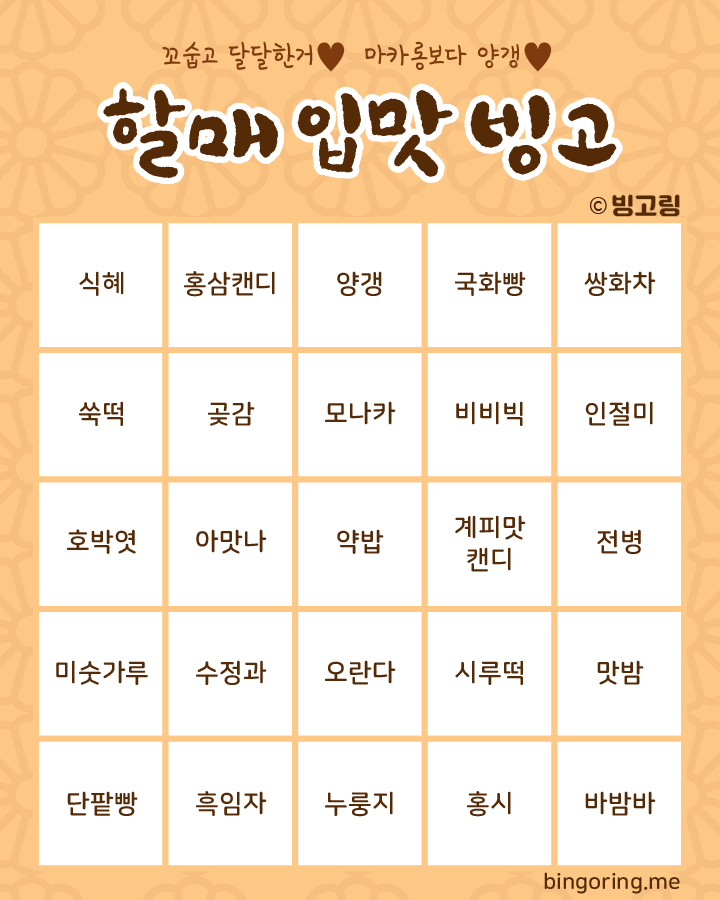 꼬숩고 달달한거♥ 마카롱보다 양갱♥
할매 입맛 빙고
© 빙고링
식혜 홍삼캔디 양갱 국화빵 쌍화차
쑥떡 곶감 모나카 비비빅 인절미
호박엿 아맛나 약밥 계피맛 캔디 전병
미숫가루 수정과 오란다 시루떡 맛밤
단팥빵 흑임자 누룽지 홍시 바밤바
bingoring.me